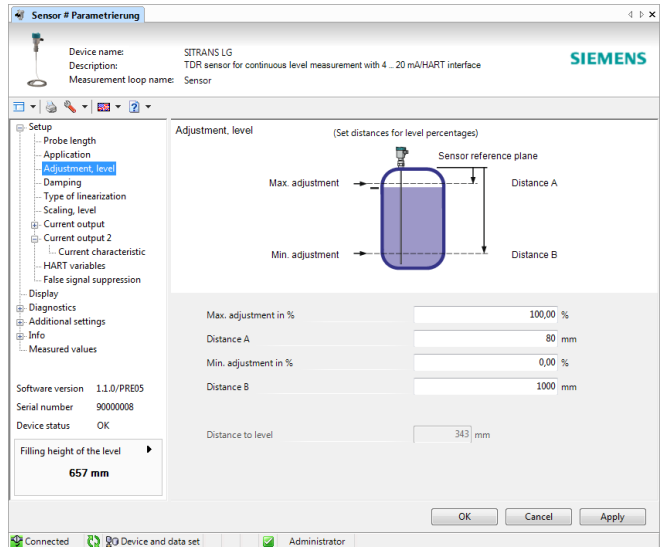 Sensor # Parametrierung
Device name: SITRANS LG
Description: TDR sensor for continuous level measurement with 4 ... 20 mA/HART interface
Measurement loop name: Sensor
SIEMENS
Setup
Probe length
Application
Adjustment, level
Damping
Type of linearization
Scaling, level
Current output
Current output 2
Current characteristic
HART variables
False signal suppression
Display
Diagnostics
Additional settings
Info
Measured values
Software version 1.1.0/PRE05
Serial number 90000008
Device status OK
Filling height of the level
657 mm
Adjustment, level (Set distances for level percentages)
Sensor reference plane
Max. adjustment Distance A
Min. adjustment Distance B
Max. adjustment in % 100,00 %
Distance A 80 mm
Min. adjustment in % 0,00 %
Distance B 1000 mm
Distance to level 343 mm
OK Cancel Apply
Connected Device and data set Administrator